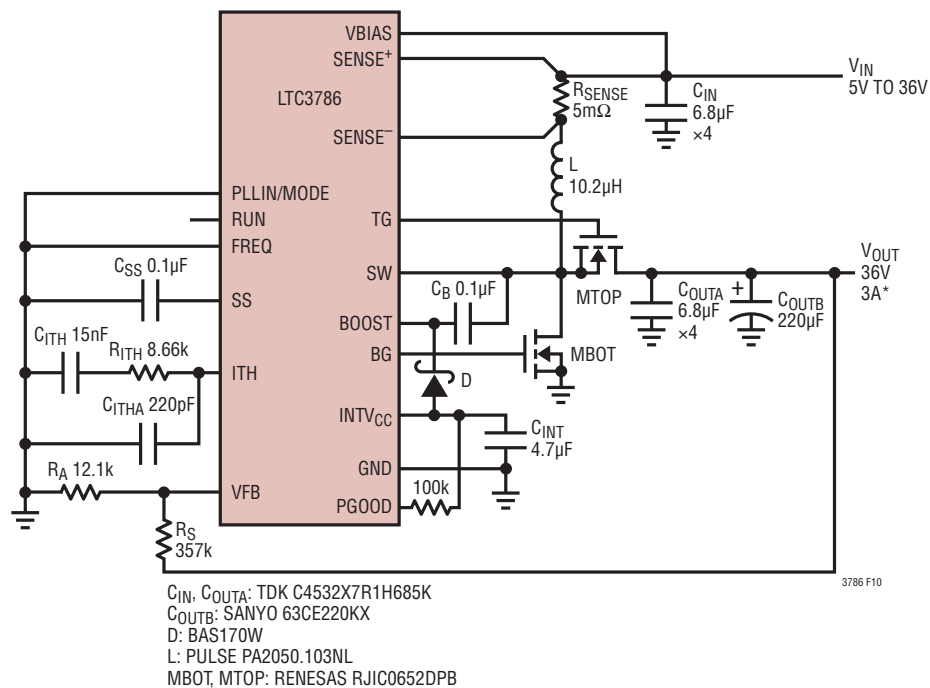 VBIAS
SENSE+
LTC3786
SENSE−
PLLIN/MODE
RUN
FREQ
SS
ITH
VFB
TG
SW
BOOST
BG
INTVCC
GND
PGOOD
VIN
5V TO 36V
RSENSE
5mΩ
CIN
6.8µF
×4
L
10.2µH
CSS 0.1µF
CITH 15nF
RITH 8.66k
CITHA 220pF
RA 12.1k
RS
357k
CB 0.1µF
D
MTOP
MBOT
COUTA
6.8µF
×4
+
COUTB
220µF
VOUT
36V
3A*
CINT
4.7µF
100k
3786 F10
CIN, COUTA: TDK C4532X7R1H685K
COUTB: SANYO 63CE220KX
D: BAS170W
L: PULSE PA2050.103NL
MBOT, MTOP: RENESAS RJIC0652DPB